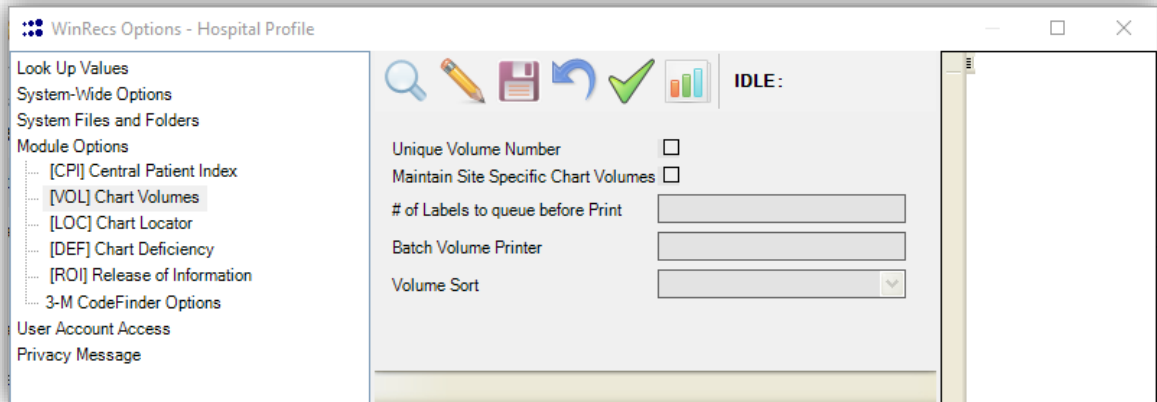 WinRecs Options - Hospital Profile
Look Up Values
System-Wide Options
System Files and Folders
Module Options
[CPI] Central Patient Index
[VOL] Chart Volumes
[LOC] Chart Locator
[DEF] Chart Deficiency
[ROI] Release of Information
3-M CodeFinder Options
User Account Access
Privacy Message
IDLE:
Unique Volume Number
Maintain Site Specific Chart Volumes
# of Labels to queue before Print
Batch Volume Printer
Volume Sort